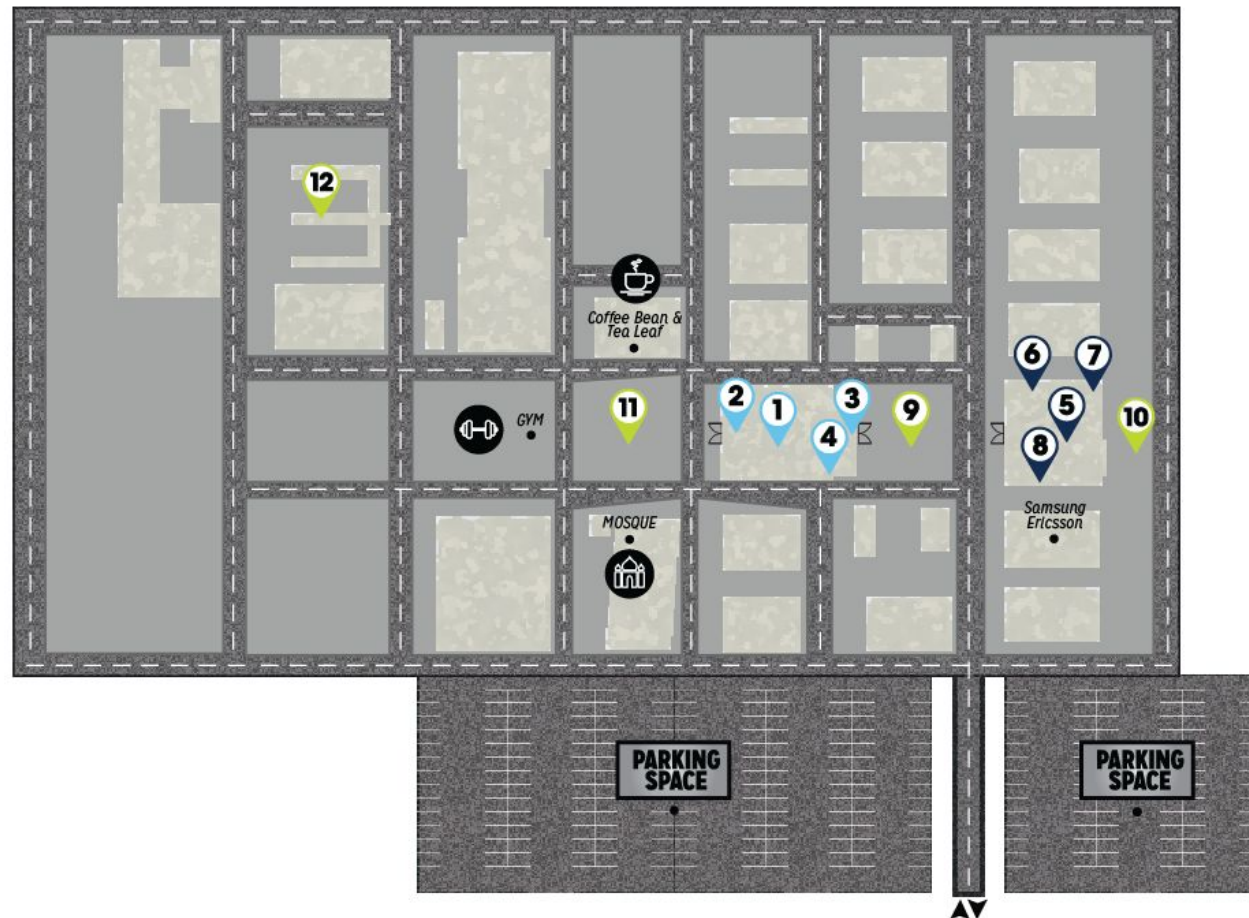 12
Coffee Bean &
Tea Leaf
6
7
2
1
3
9
11
5
10
GYM
4
8
Samsung
Ericsson
MOSQUE
PARKING
SPACE
PARKING
SPACE